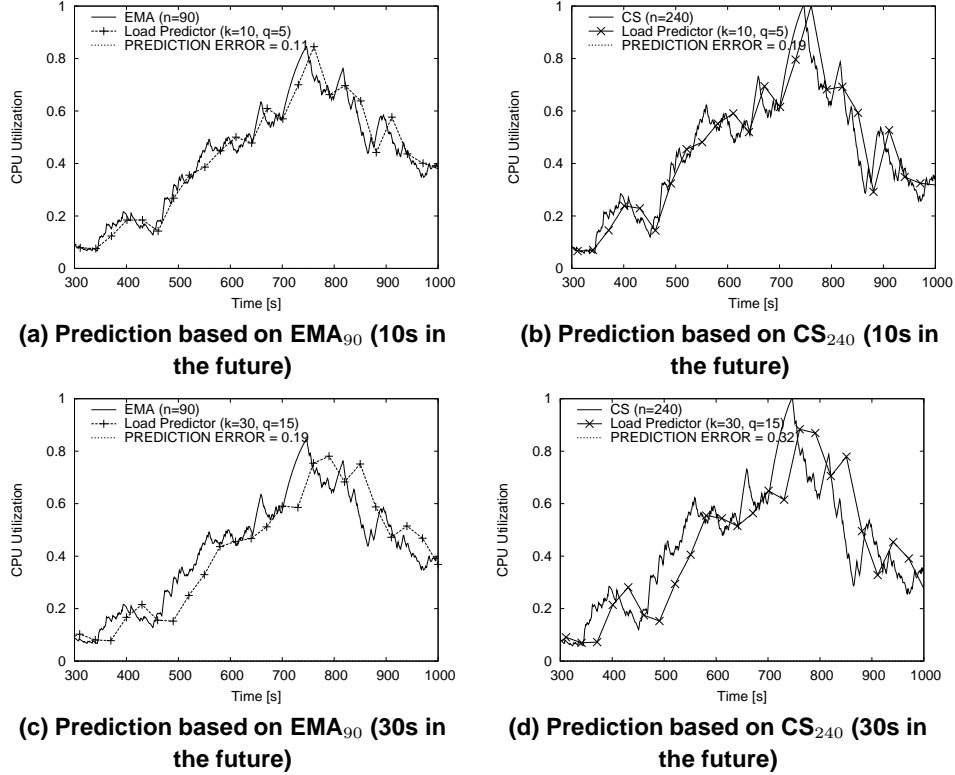 1
0.8
0.6
0.4
0.2
0
300 400 500 600 700 800 900 1000
CPU Utilization
Time [s]
EMA (n=90)
Load Predictor (k=10, q=5)
PREDICTION ERROR = 0.11
(a) Prediction based on EMA₉₀ (10s in
the future)
1
0.8
0.6
0.4
0.2
0
300 400 500 600 700 800 900 1000
CPU Utilization
Time [s]
CS (n=240)
Load Predictor (k=10, q=5)
PREDICTION ERROR = 0.19
(b) Prediction based on CS₂₄₀ (10s in
the future)
1
0.8
0.6
0.4
0.2
0
300 400 500 600 700 800 900 1000
CPU Utilization
Time [s]
EMA (n=90)
Load Predictor (k=30, q=15)
PREDICTION ERROR = 0.19
(c) Prediction based on EMA₉₀ (30s in
the future)
1
0.8
0.6
0.4
0.2
0
300 400 500 600 700 800 900 1000
CPU Utilization
Time [s]
CS (n=240)
Load Predictor (k=30, q=15)
PREDICTION ERROR = 0.32
(d) Prediction based on CS₂₄₀ (30s in
the future)